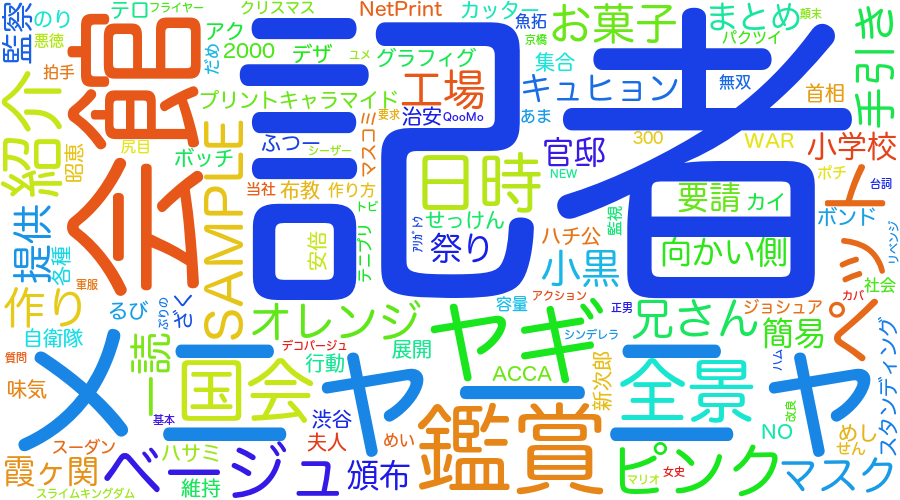 監察
のり
テロ
フライヤー
クリスマス
NetPrint
カッター
魚拓
お菓子
まとめ
顛末
手引き
悪徳
会館
アク
2000
デザ
ユメ
グラフィグ
京橋
パクツイ
拍手
だめ
記者
集合
無双
紹介
プリントキャラマイド
工場
キュヒョン
首相
要求
治安
QooMo
あま
昭恵
尻目
SAMPLE
ふつー
マスコミ
300
WAR
小学校
ボッチ
シーザー
日時
官邸
NEW
要請
カイ
ポチ
台詞
当社
布教
作り方
ペット
提供
各種
安倍
テニプリ
アリガトウ
せっけん
祭り
ハチ公
監視
ボンド
リベンジ
向かい側
軍服
小黒
社会
作り
るび
ぷりの
ざく
オレンジ
容量
アクション
正男
兄さん
ジョシュア
カバ
自衛隊
デコパージュ
展開
ヤギ
シンデレラ
簡易
スタンディング
質問
一読
行動
メーヤー
国会
ACCA
新次郎
全景
ハム
味気
基本
渋谷
鑑賞
改良
スーダン
ハサミ
夫人
めい
NO
めし
せん
霞ヶ関
ベージュ
頒布
ピンク
マリオ
女史
マスク
スライムキングダム
維持